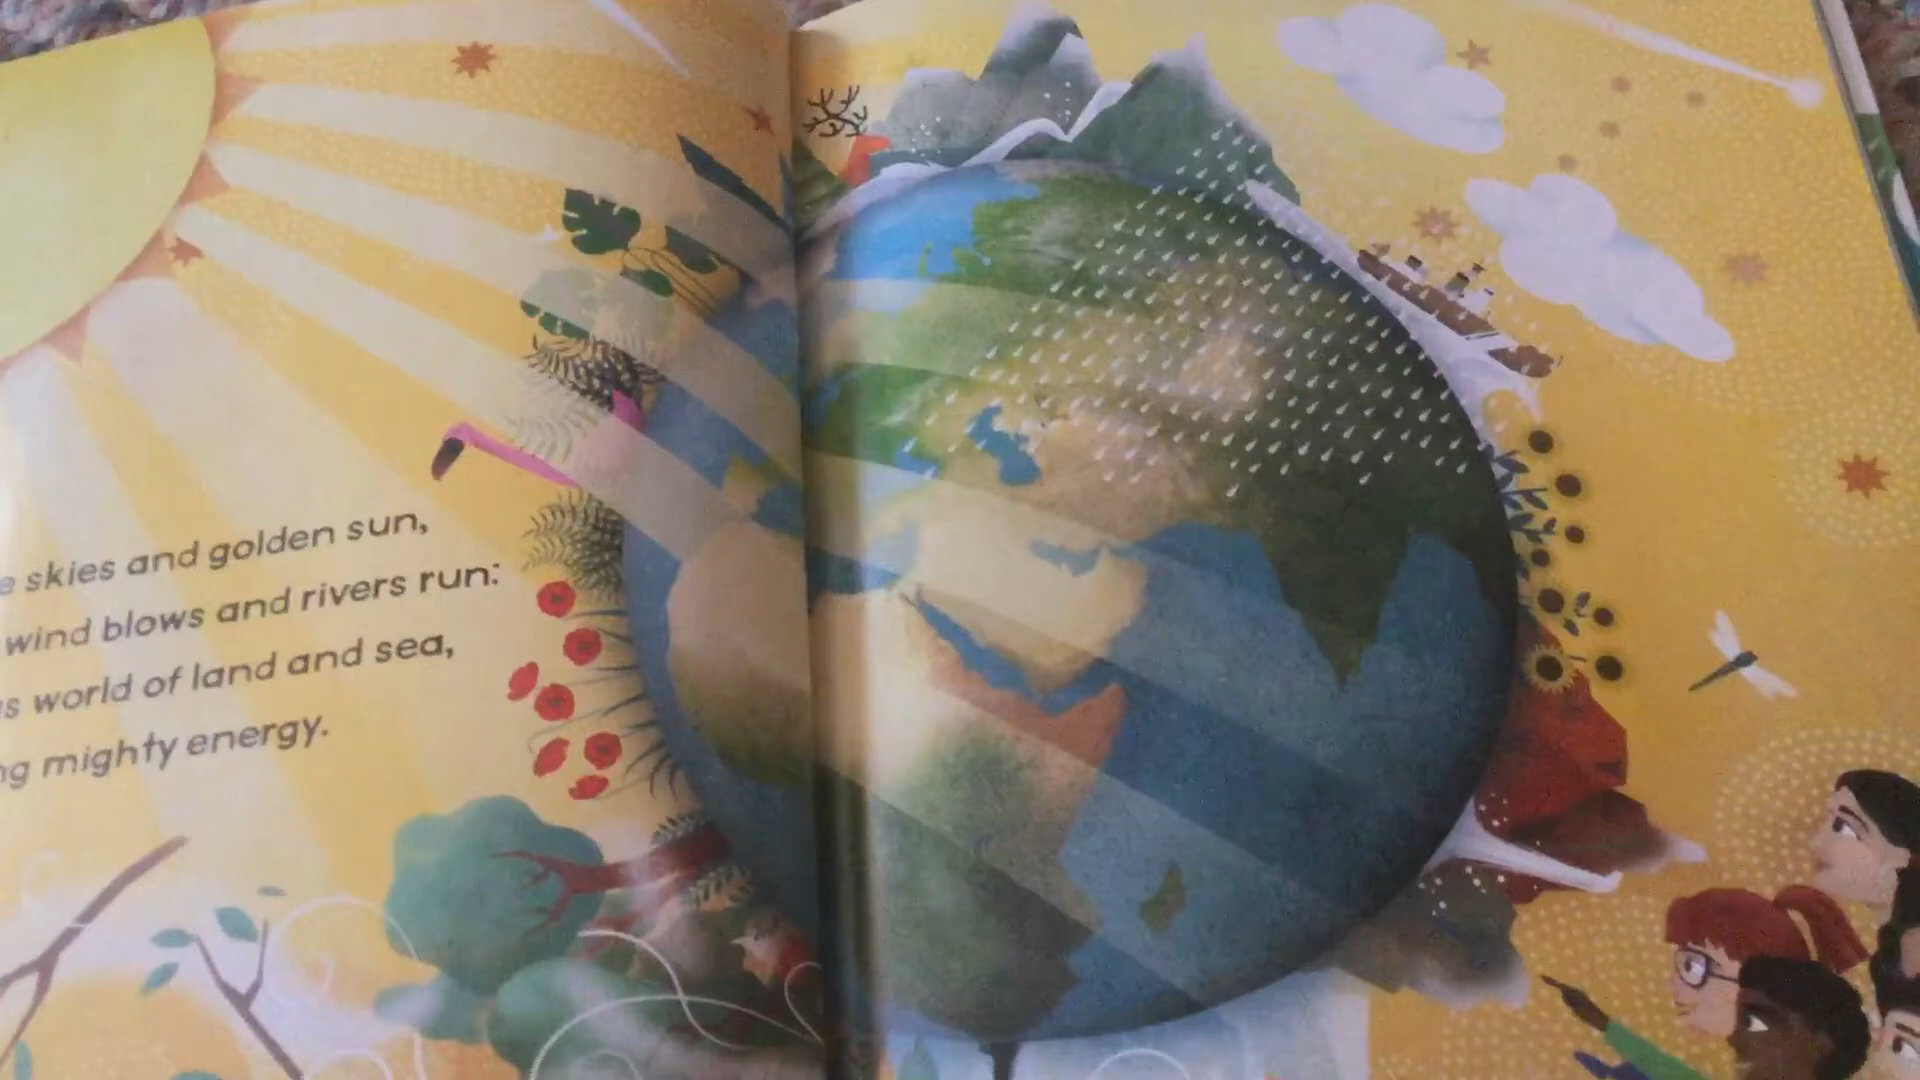 skies and golden sun,
wind blows and rivers run:
world of land and sea,
mighty energy.